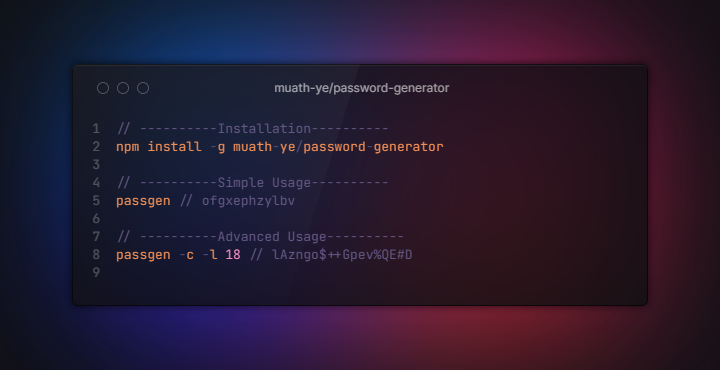 muath-ye/password-generator
1 // ----------Installation----------
2 npm install -g muath-ye/password-generator
3
4 // ----------Simple Usage----------
5 passgen // ofgxephzylbv
6
7 // ----------Advanced Usage----------
8 passgen -c -l 18 // lAzngo$++Gpev%QE#D
9